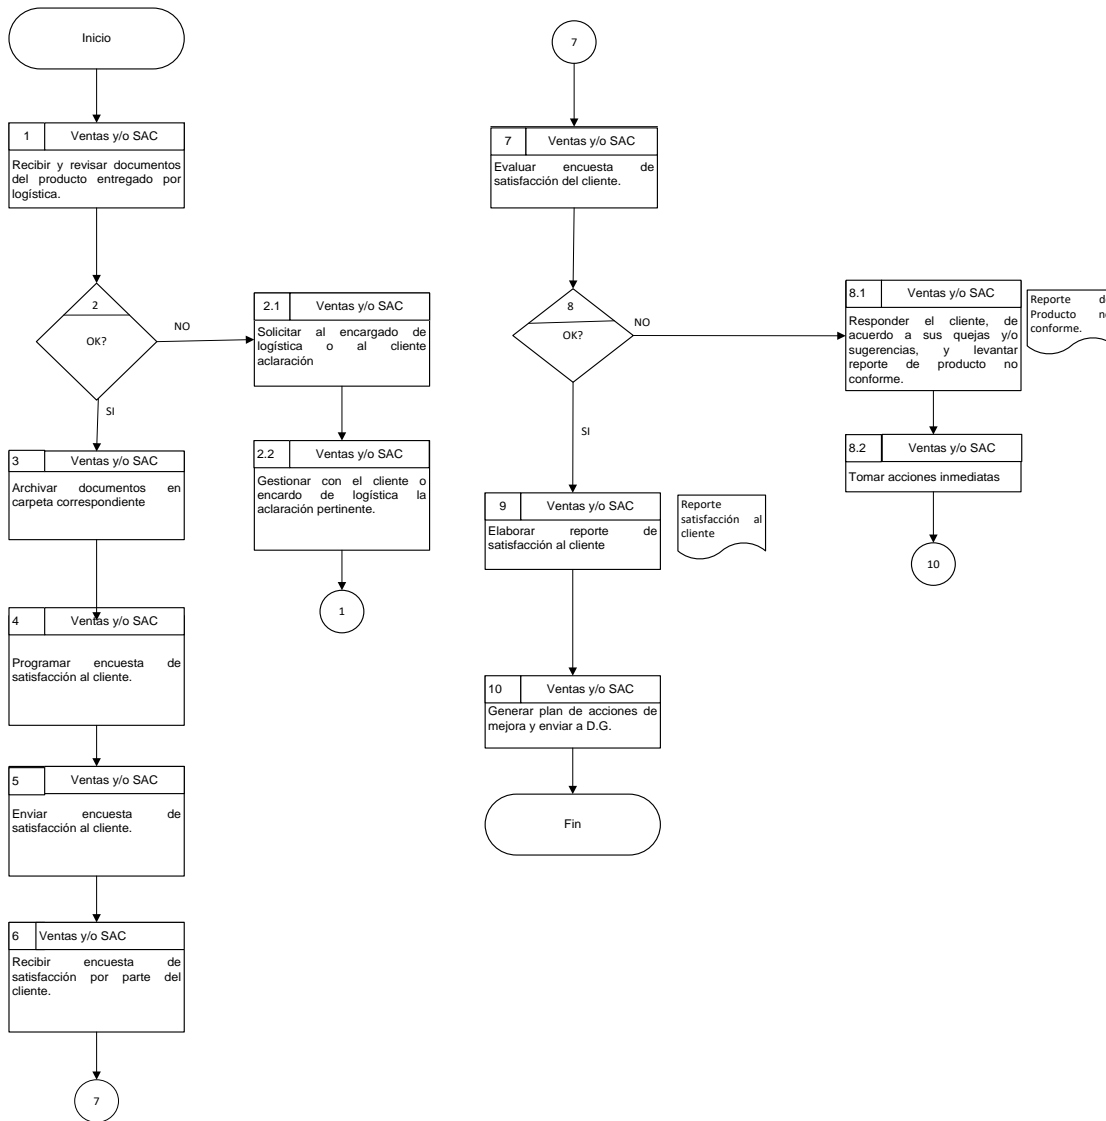 Inicio
1 Ventas y/o SAC
Recibir y revisar documentos
del producto entregado por
logística.
2
OK?
NO
SI
2.1 Ventas y/o SAC
Solicitar al encargado de
logística o al cliente
aclaración
2.2 Ventas y/o SAC
Gestionar con el cliente o
encardo de logística la
aclaración pertinente.
1
3 Ventas y/o SAC
Archivar documentos en
carpeta correspondiente
4 Ventas y/o SAC
Programar encuesta de
satisfacción al cliente.
5 Ventas y/o SAC
Enviar encuesta de
satisfacción al cliente.
6 Ventas y/o SAC
Recibir encuesta de
satisfacción por parte del
cliente.
7
7
7 Ventas y/o SAC
Evaluar encuesta de
satisfacción del cliente.
8
OK?
NO
SI
8.1 Ventas y/o SAC
Responder el cliente, de
acuerdo a sus quejas y/o
sugerencias, y levantar
reporte de producto no
conforme.
Reporte
Producto
conforme.
8.2 Ventas y/o SAC
Tomar acciones inmediatas
10
9 Ventas y/o SAC
Elaborar reporte de
satisfacción al cliente
Reporte
satisfacción al
cliente
10 Ventas y/o SAC
Generar plan de acciones de
mejora y enviar a D.G.
Fin